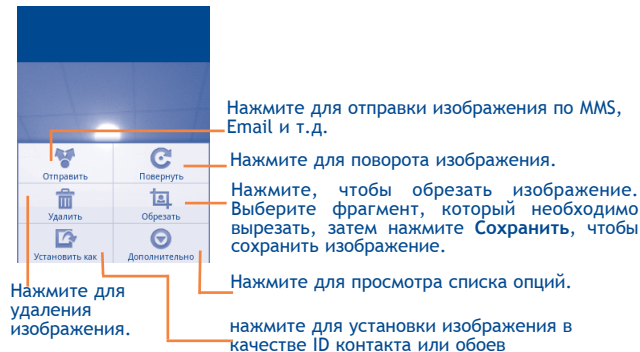 Нажмите для отправки изображения по MMS,
Email и т.д.
Отправить
Повернуть
Нажмите для поворота изображения.
Удалить
Обрезать
Нажмите, чтобы обрезать изображение.
Выберите фрагмент, который необходимо
вырезать, затем нажмите Сохранить, чтобы
сохранить изображение.
Установить как
Дополнительно
Нажмите для просмотра списка опций.
Нажмите для
удаления
изображения.
нажмите для установки изображения в
качестве ID контакта или обоев